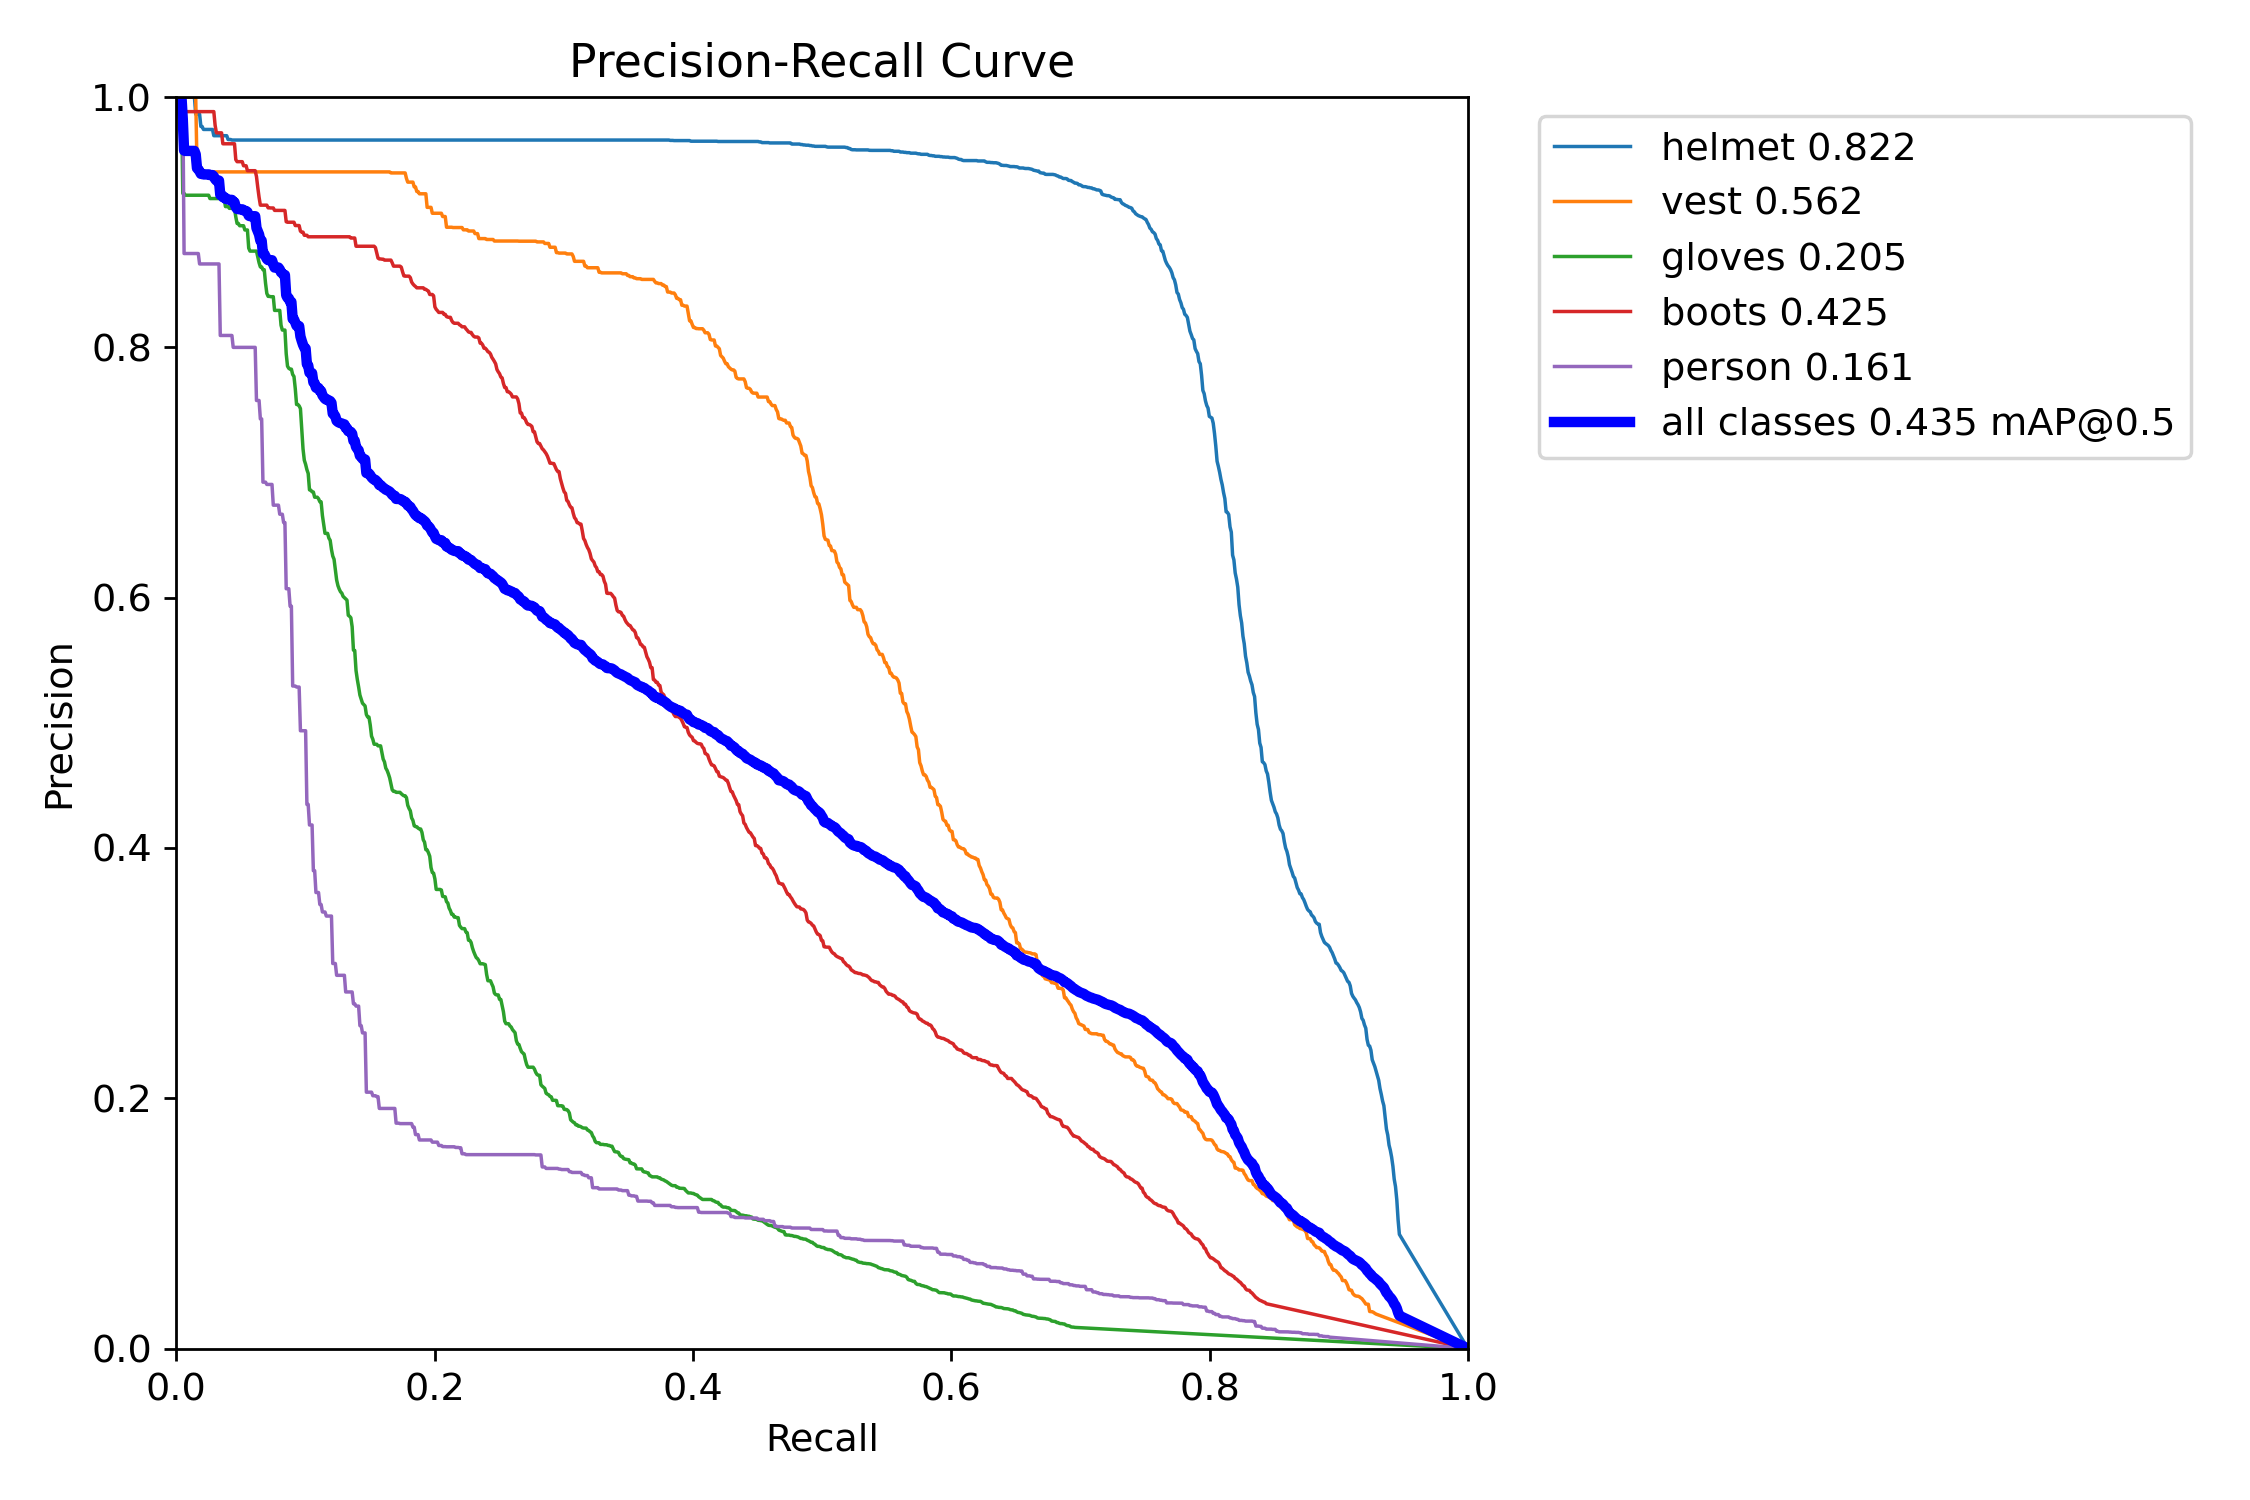 Precision-Recall Curve
1.0
0.8
0.6
0.4
0.2
0.0
Precision
0.0 0.2 0.4 0.6 0.8 1.0
Recall
helmet 0.822
vest 0.562
gloves 0.205
boots 0.425
person 0.161
all classes 0.435 mAP@0.5